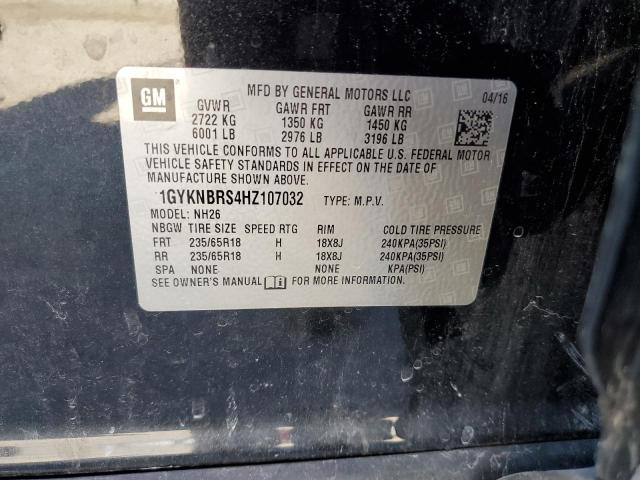 GM
MFD BY GENERAL MOTORS LLC 04/16
GVWR GAWR FRT GAWR RR
2722 KG 1350 KG 1450 KG
6001 LB 2976 LB 3196 LB
THIS VEHICLE CONFORMS TO ALL APPLICABLE U.S. FEDERAL MOTOR
VEHICLE SAFETY STANDARDS IN EFFECT ON THE DATE OF
MANUFACTURE SHOWN ABOVE.
1GYKNBRS4HZ107032 TYPE: M.P.V.
MODEL: NH26
NBGW TIRE SIZE SPEED RTG RIM COLD TIRE PRESSURE
FRT 235/65R18 H 18X8J 240KPA(35PSI)
RR 235/65R18 H 18X8J 240KPA(35PSI)
SPA NONE NONE KPA(PSI)
SEE OWNER'S MANUAL FOR MORE INFORMATION.